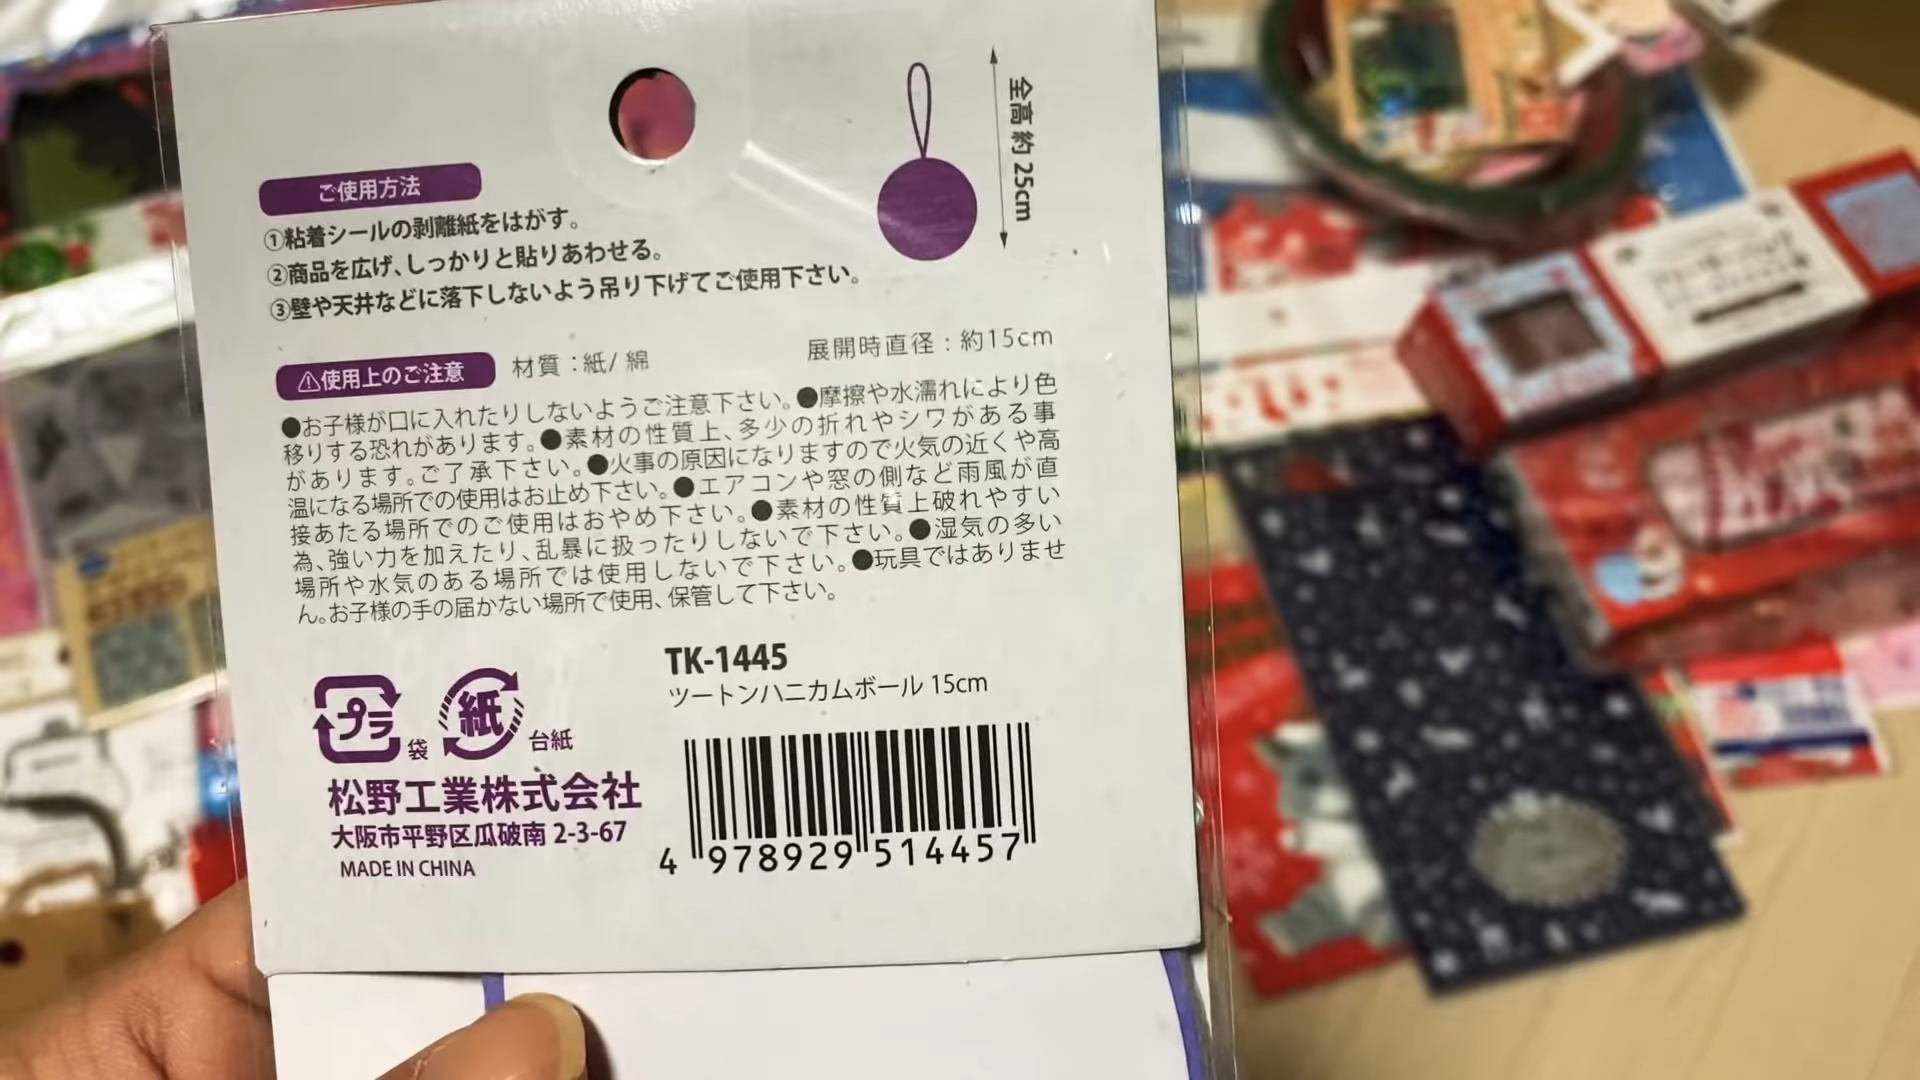 全高 約 25cm
ご使用方法
①粘着シールの剥離紙をはがす。
②商品を広げ、しっかりと貼りあわせる。
③壁や天井などに落下しないよう吊り下げてご使用下さい。
⚠使用上のご注意
材質：紙/ 綿
展開時直径：約15cm
●お子様が口に入れたりしないようご注意下さい。●摩擦や水濡れにより色
移りする恐れがあります。●素材の性質上、多少の折れやシワがある事
があります。ご了承下さい。●火事の原因になりますので火気の近くや高
温になる場所での使用はお止め下さい。●エアコンや窓の側など雨風が直
接あたる場所でのご使用はおやめ下さい。●素材の性質上破れやすい
為、強い力を加えたり、乱暴に扱ったりしないで下さい。●湿気の多い
場所や水気のある場所では使用しないで下さい。●玩具ではありませ
ん。お子様の手の届かない場所で使用、保管して下さい。
プラ 袋 紙 台紙
松野工業株式会社
大阪市平野区瓜破南 2-3-67
MADE IN CHINA
TK-1445
ツートンハニカムボール 15cm
4 978929 514457